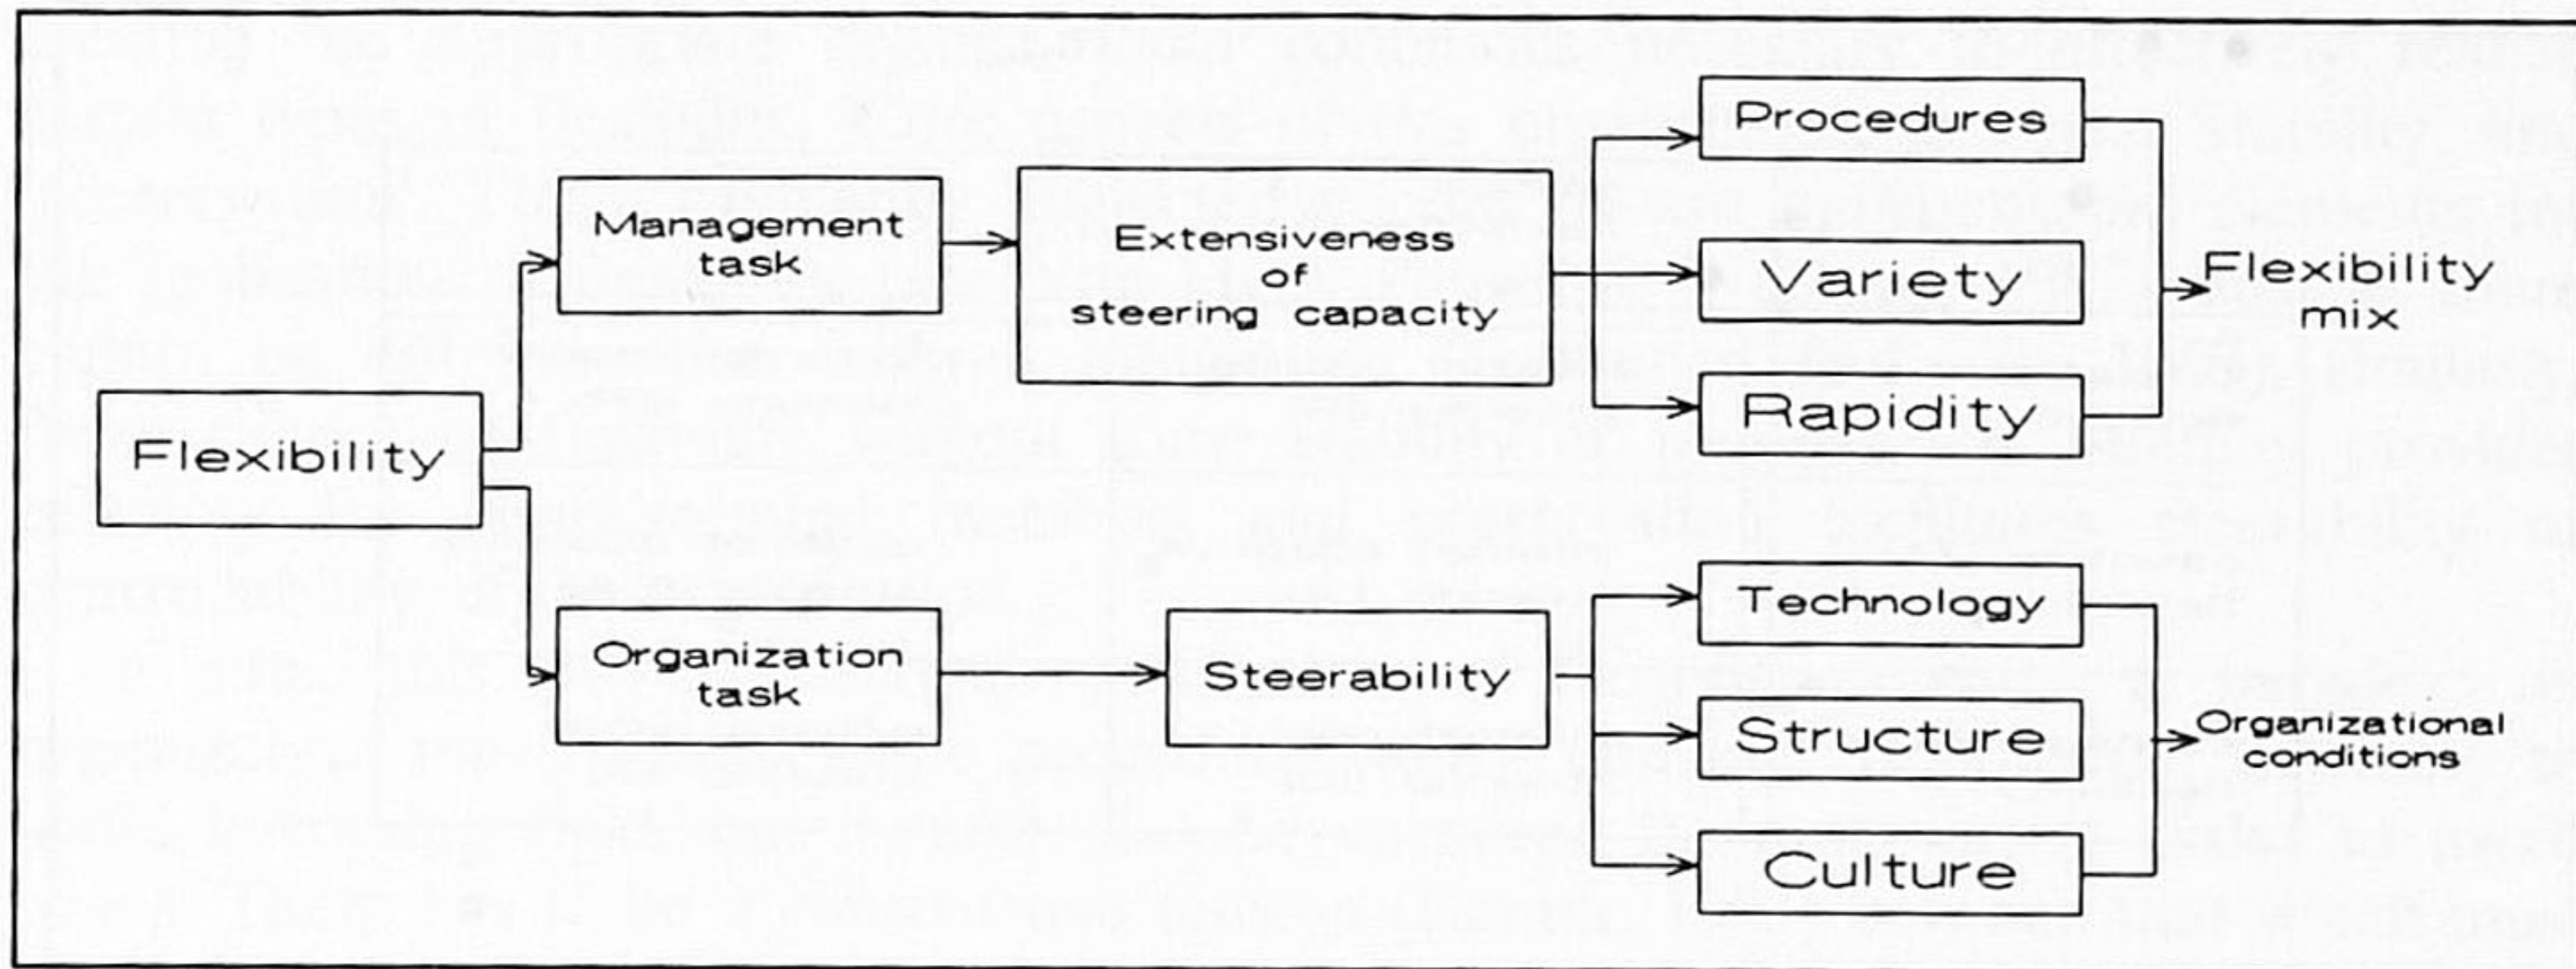 Flexibility
Management
task
Extensiveness
of
steering capacity
Procedures
Variety
Rapidity
Flexibility
mix
Organization
task
Steerability
Technology
Structure
Culture
Organizational
conditions